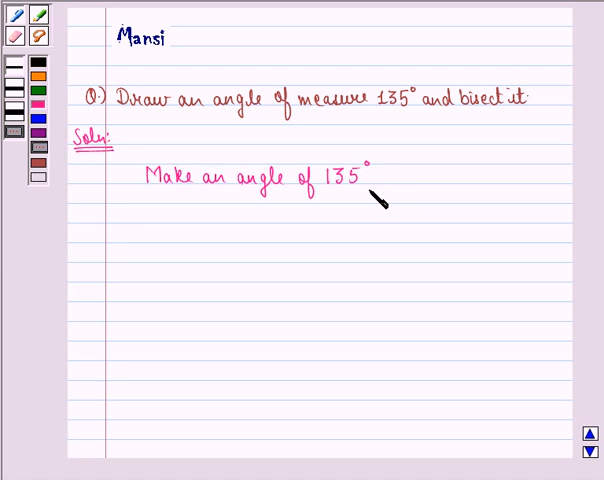 Mansi
Q.) Draw an angle of measure 135° and bisect it.
Soln:
Make an angle of 135°